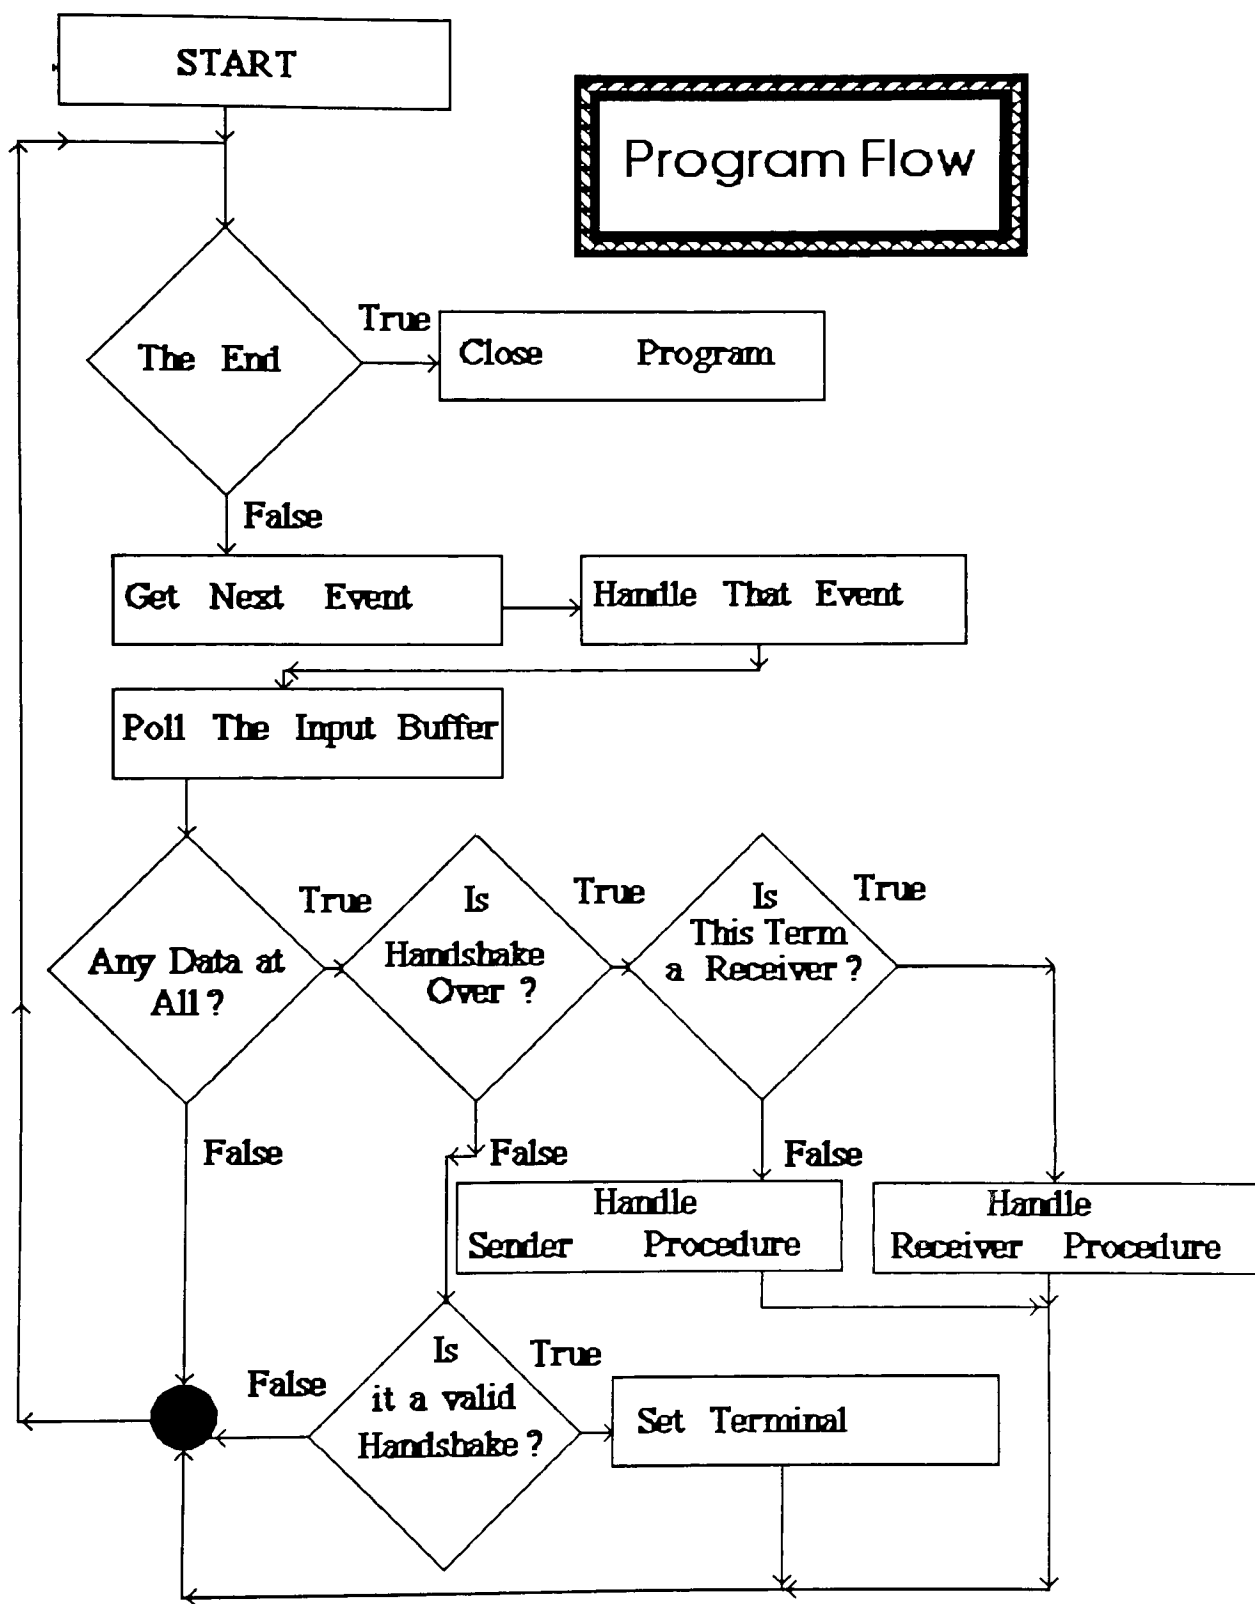 START
Program Flow
True
The End
Close Program
False
Get Next Event
Handle That Event
Poll The Input Buffer
True
Any Data at
All?
Is
Handshake
Over ?
True
Is
This Term
a Receiver ?
True
False
False
False
Handle
Sender Procedure
Handle
Receiver Procedure
False
Is
it a valid
Handshake ?
True
Set Terminal